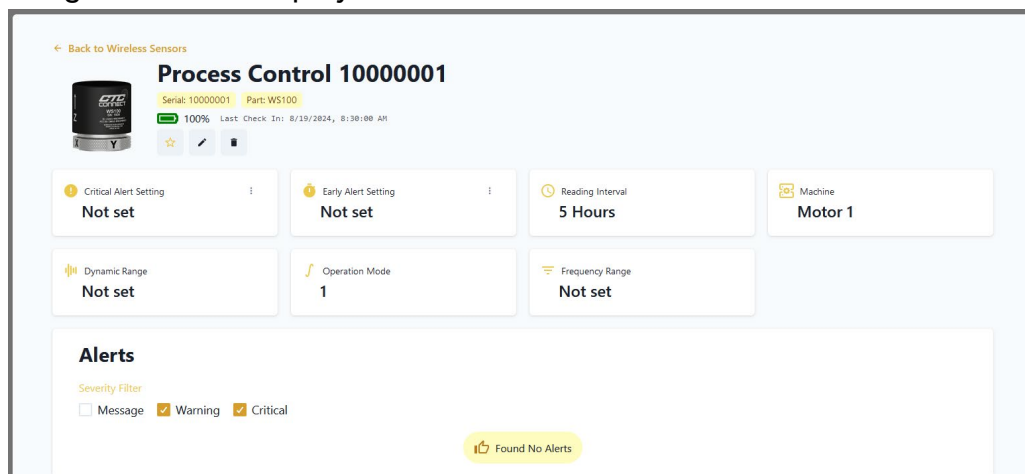 ← Back to Wireless Sensors
Process Control 10000001
Serial: 10000001 Part: WS100
100% Last Check In: 8/19/2024, 8:30:00 AM
CTC
CONNECT
WS100
Z
X Y
Critical Alert Setting
Not set
Early Alert Setting
Not set
Reading Interval
5 Hours
Machine
Motor 1
Dynamic Range
Not set
Operation Mode
1
Frequency Range
Not set
Alerts
Severity Filter
Message Warning Critical
Found No Alerts